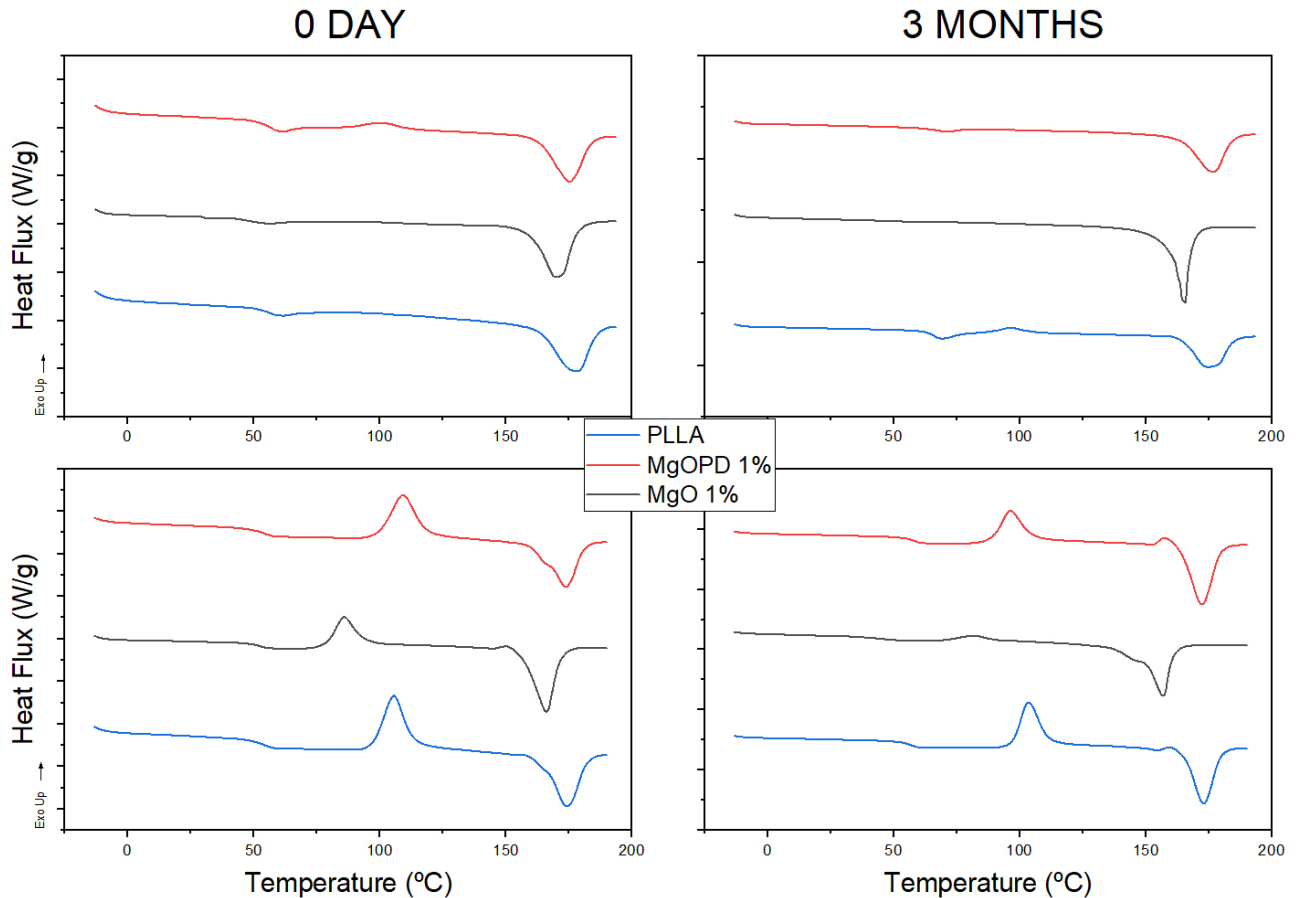 0 DAY
3 MONTHS
Heat Flux (W/g)
Exo Up →
0 50 100 150
50 100 150 200
PLLA
MgOPD 1%
MgO 1%
Heat Flux (W/g)
Exo Up →
0 50 100 150 200
0 50 100 150 200
Temperature (ºC)
Temperature (ºC)